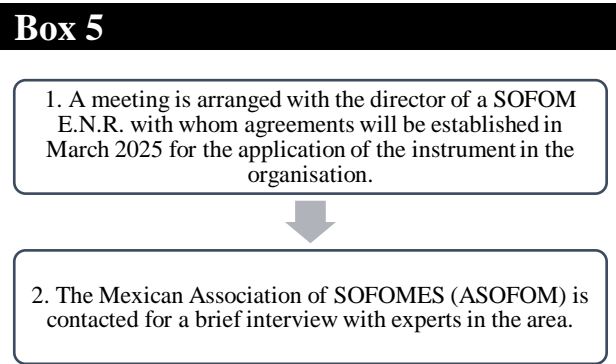 Box 5
1. A meeting is arranged with the director of a SOFOM
E.N.R. with whom agreements will be established in
March 2025 for the application of the instrument in the
organisation.
2. The Mexican Association of SOFOMES (ASOFOM) is
contacted for a brief interview with experts in the area.